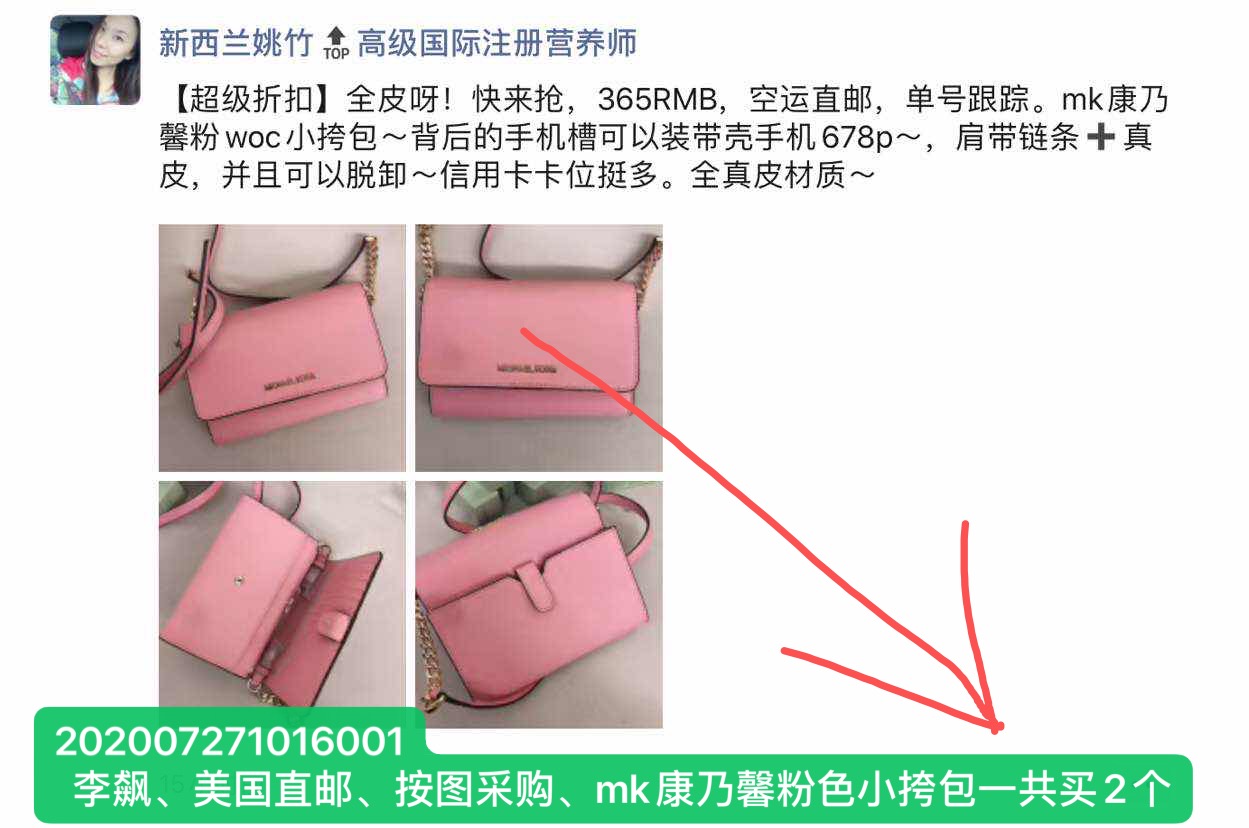 新西兰姚竹 TOP 高级国际注册营养师
【超级折扣】全皮呀！快来抢，365RMB，空运直邮，单号跟踪。mk康乃
馨粉woc小挎包～背后的手机槽可以装带壳手机678p～，肩带链条➕真
皮，并且可以脱卸～信用卡卡位挺多。全真皮材质～
MICHAEL KORS
MICHAEL KORS
202007271016001
李飙、美国直邮、按图采购、mk康乃馨粉色小挎包一共买2个